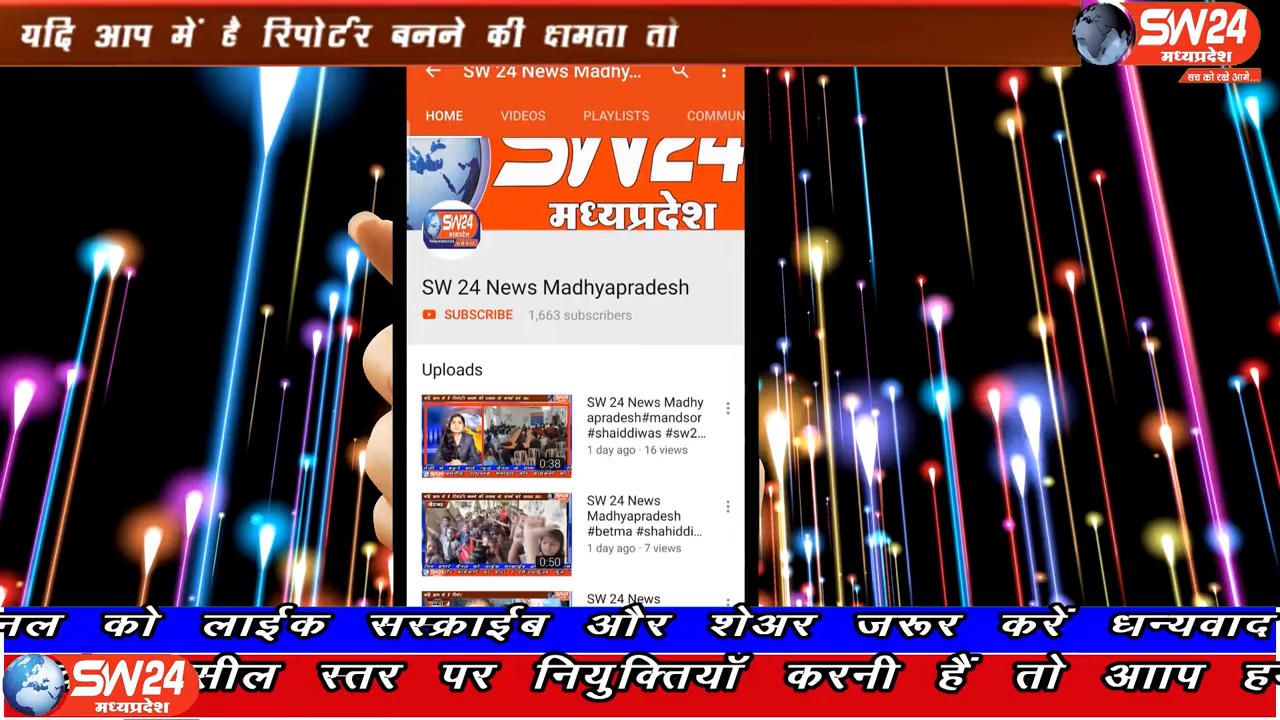 यदि आप में है रिपोर्टर बनने की क्षमता तो
SW24
मध्यप्रदेश
सच को रखे आगे...
SW 24 News Madhy...
HOME VIDEOS PLAYLISTS COMMUN
SW24
मध्यप्रदेश
SW24
SW 24 News Madhyapradesh
SUBSCRIBE 1,663 subscribers
Uploads
SW 24 News Madhy
apradesh#mandsor
#shaiddiwas #sw2...
1 day ago · 16 views
0:38
SW 24 News
Madhyapradesh
#betma #shahiddi...
1 day ago · 7 views
0:50
SW 24 News
नल को लाईक सस्क्राईब और शेअर जरूर करें धन्यवाद
सील स्तर पर नियुक्तियाँ करनी हैं तो आाप
SW24
मध्यप्रदेश